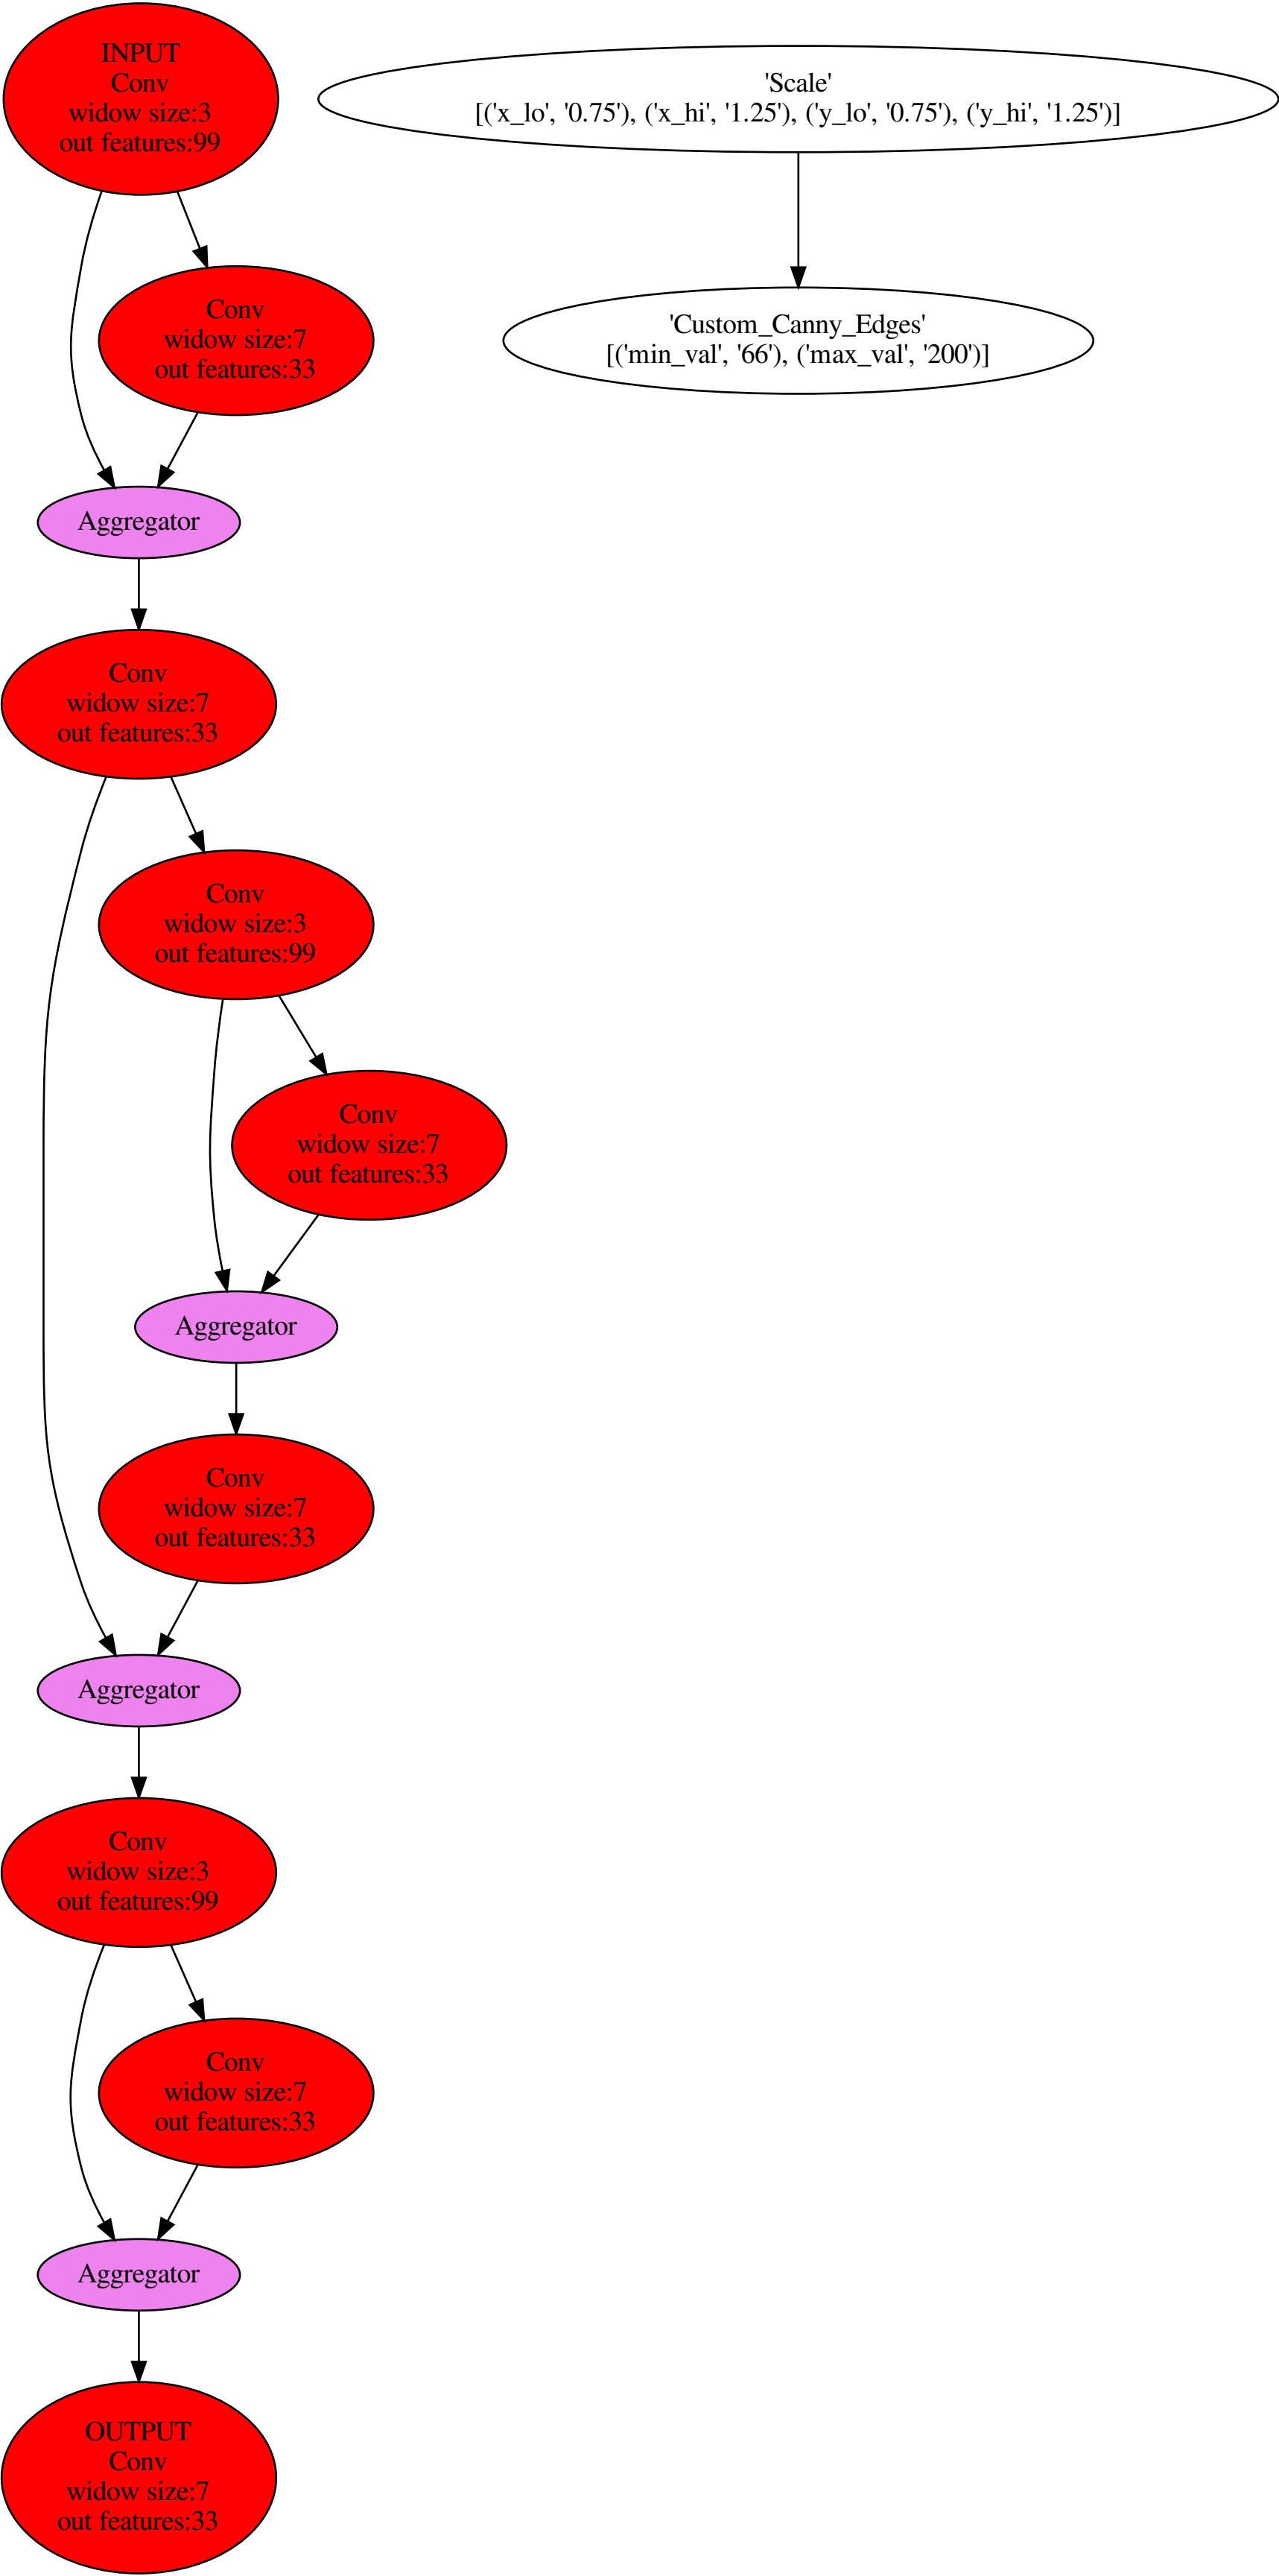 INPUT
Conv
widow size:3
out features:99
'Scale'
[('x_lo', '0.75'), ('x_hi', '1.25'), ('y_lo', '0.75'), ('y_hi', '1.25')]
Conv
widow size:7
out features:33
'Custom_Canny_Edges'
[('min_val', '66'), ('max_val', '200')]
Aggregator
Conv
widow size:7
out features:33
Conv
widow size:3
out features:99
Conv
widow size:7
out features:33
Aggregator
Conv
widow size:7
out features:33
Aggregator
Conv
widow size:3
out features:99
Conv
widow size:7
out features:33
Aggregator
OUTPUT
Conv
widow size:7
out features:33